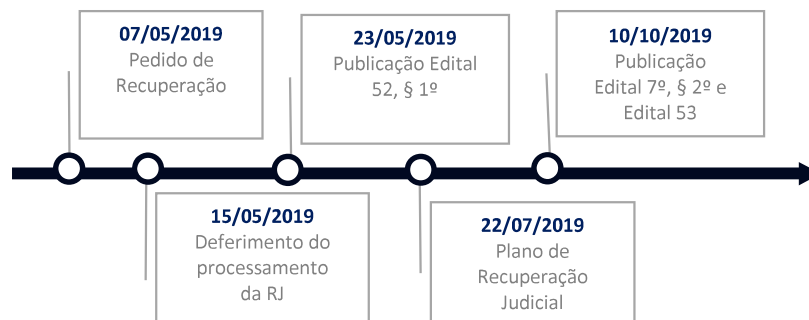 07/05/2019
Pedido de
Recuperação
15/05/2019
Deferimento do
processamento
da RJ
23/05/2019
Publicação Edital
52, § 1º
22/07/2019
Plano de
Recuperação
Judicial
10/10/2019
Publicação
Edital 7º, § 2º e
Edital 53